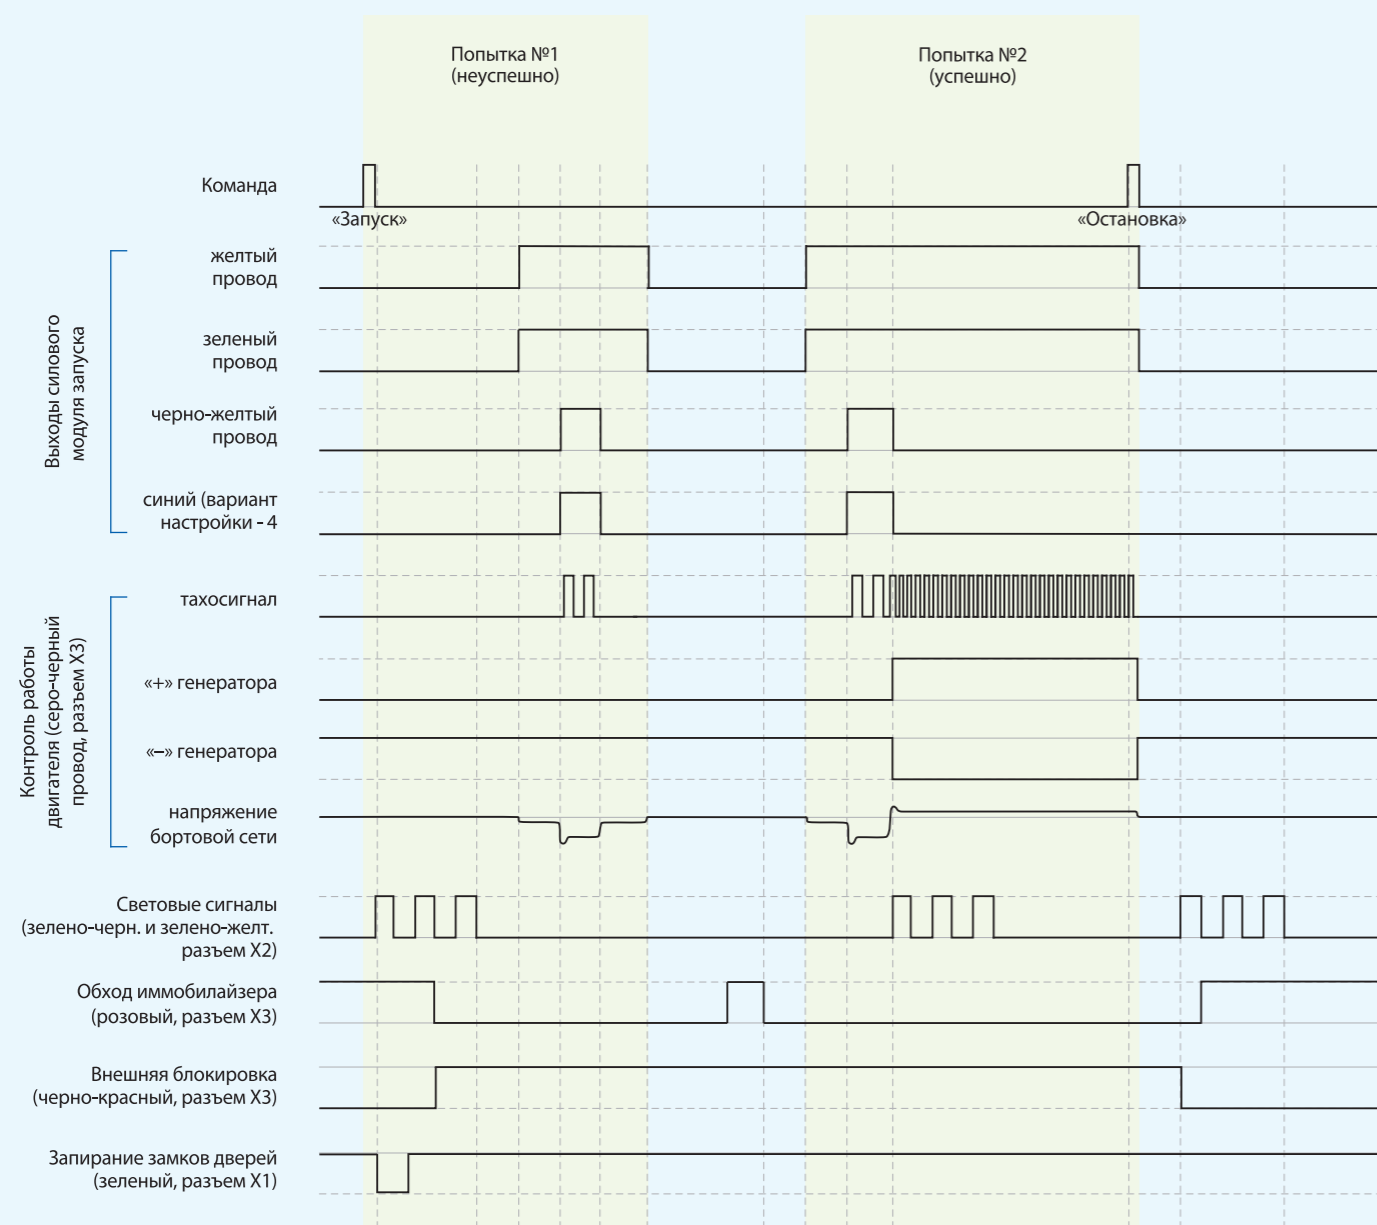 Попытка №1
(неуспешно)
Попытка №2
(успешно)
Команда
«Запуск»
«Остановка»
Выходы силового
модуля запуска
желтый
провод
зеленый
провод
черно-желтый
провод
синий (вариант
настройки - 4
Контроль работы
двигателя (серо-черный
провод, разъем X3)
тахосигнал
«+» генератора
«–» генератора
напряжение
бортовой сети
Световые сигналы
(зелено-черн. и зелено-желт.
разъем X2)
Обход иммобилайзера
(розовый, разъем X3)
Внешняя блокировка
(черно-красный, разъем X3)
Запирание замков дверей
(зеленый, разъем X1)